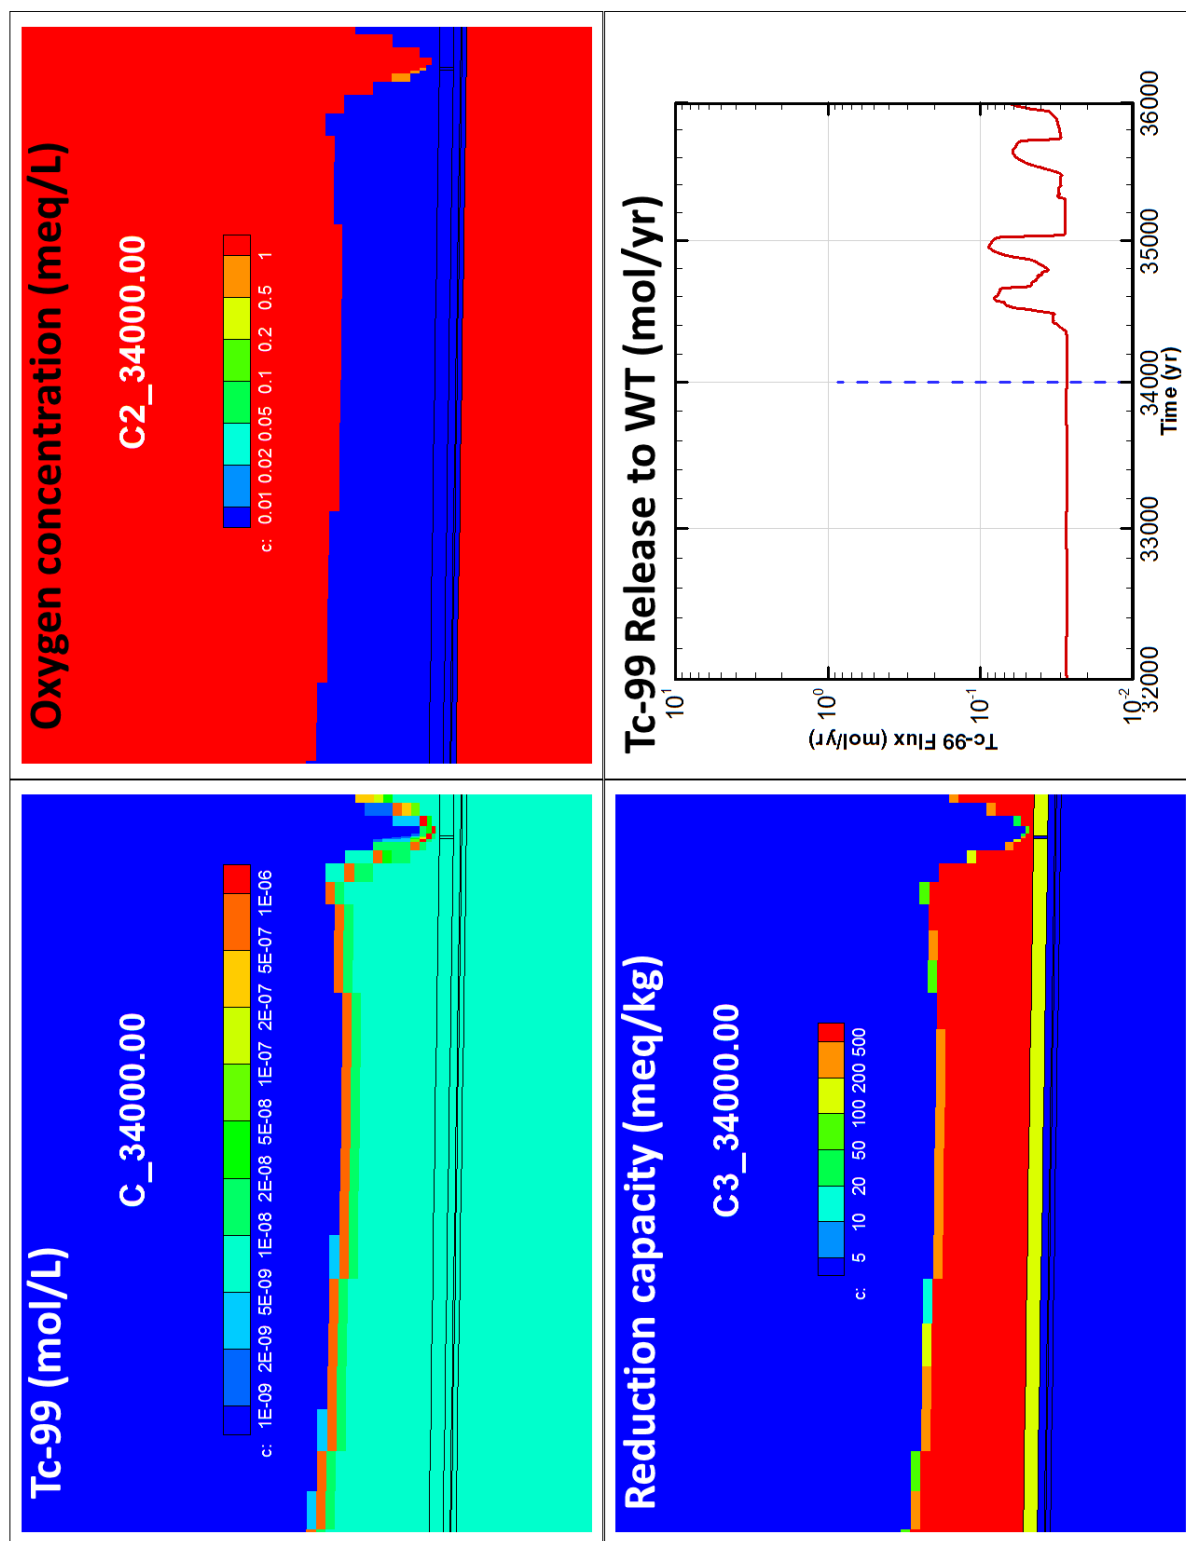 Tc-99 (mol/L)
C_34000.00
c: 1E-09 2E-09 5E-09 1E-08 2E-08 5E-08 1E-07 2E-07 5E-07 1E-06
Oxygen concentration (meq/L)
C2_34000.00
c: 0.01 0.02 0.05 0.1 0.2 0.5 1
Reduction capacity (meq/kg)
C3_34000.00
c: 5 10 20 50 100 200 500
Tc-99 Release to WT (mol/yr)
Tc-99 Flux (mol/yr)
10^1
10^0
10^-1
10^-2
32000 33000 34000 35000 36000
Time (yr)